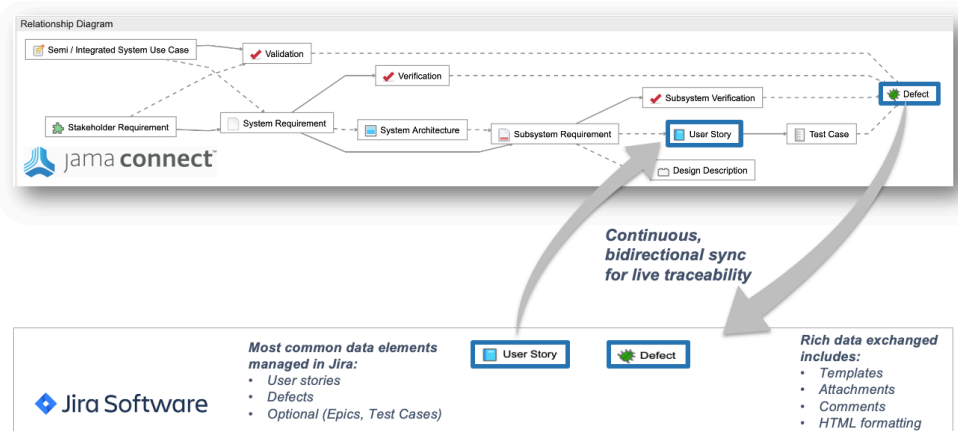 Relationship Diagram
Semi / Integrated System Use Case
Validation
Verification
Defect
Subsystem Verification
Stakeholder Requirement
System Requirement
System Architecture
Subsystem Requirement
User Story
Test Case
Design Description
jama connect™
Continuous,
bidirectional sync
for live traceability
Jira Software
Most common data elements
managed in Jira:
• User stories
• Defects
• Optional (Epics, Test Cases)
User Story
Defect
Rich data exchanged
includes:
• Templates
• Attachments
• Comments
• HTML formatting